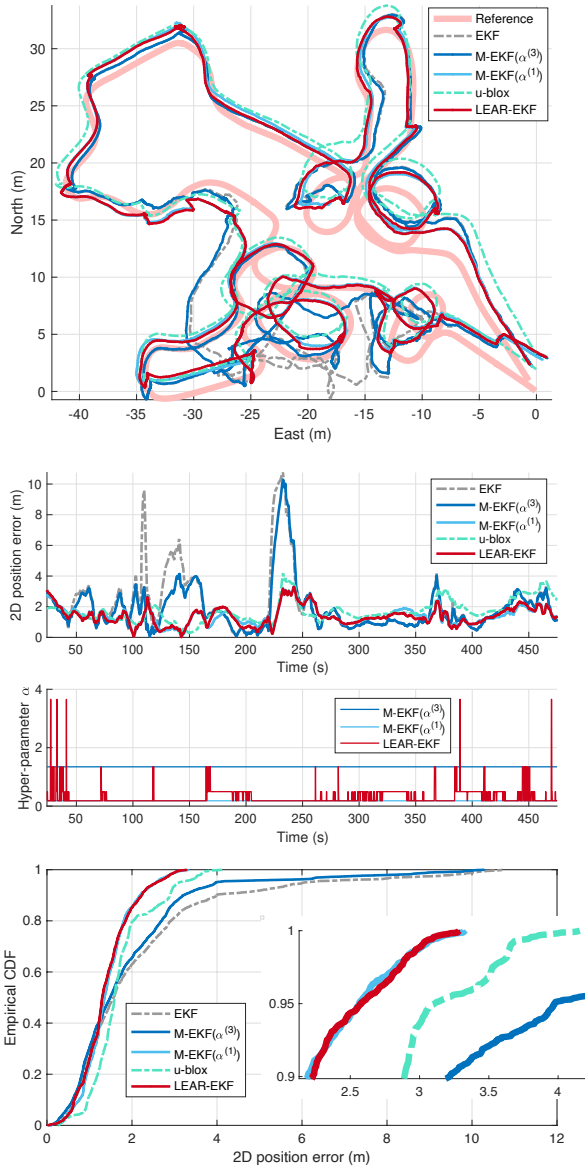 30
25
20
15
10
5
0
North (m)
-40 -35 -30 -25 -20 -15 -10 -5 0
East (m)
Reference
EKF
M-EKF(α⁽³⁾)
M-EKF(α⁽¹⁾)
u-blox
LEAR-EKF
10
8
6
4
2
0
2D position error (m)
50 100 150 200 250 300 350 400 450
Time (s)
EKF
M-EKF(α⁽³⁾)
M-EKF(α⁽¹⁾)
u-blox
LEAR-EKF
4
2
0
Hyper-parameter α
50 100 150 200 250 300 350 400 450
Time (s)
M-EKF(α⁽³⁾)
M-EKF(α⁽¹⁾)
LEAR-EKF
1
0.8
0.6
0.4
0.2
0
Empirical CDF
0 2 4 6 8 10 12
2D position error (m)
EKF
M-EKF(α⁽³⁾)
M-EKF(α⁽¹⁾)
u-blox
LEAR-EKF
1
0.95
0.9
2.5 3 3.5 4